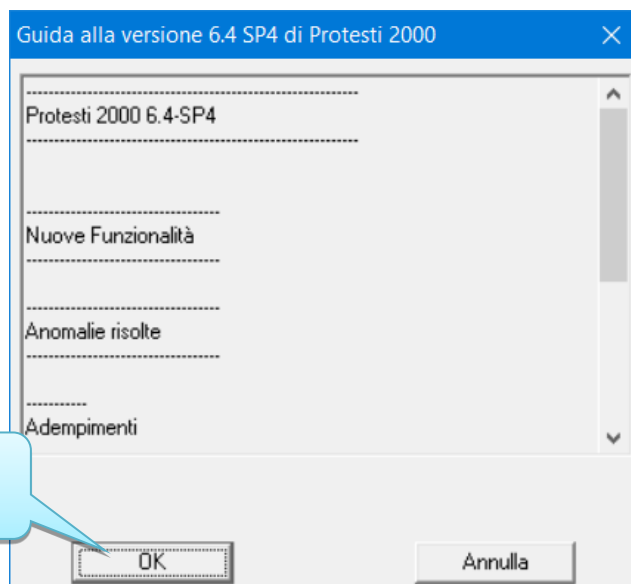 Guida alla versione 6.4 SP4 di Protesti 2000
------------------------------------------------------------
Protesti 2000 6.4-SP4
------------------------------------------------------------
-----------------------------------
Nuove Funzionalità
-----------------------------------
-----------------------------------
Anomalie risolte
-----------------------------------
-----------
Adempimenti
OK
Annulla